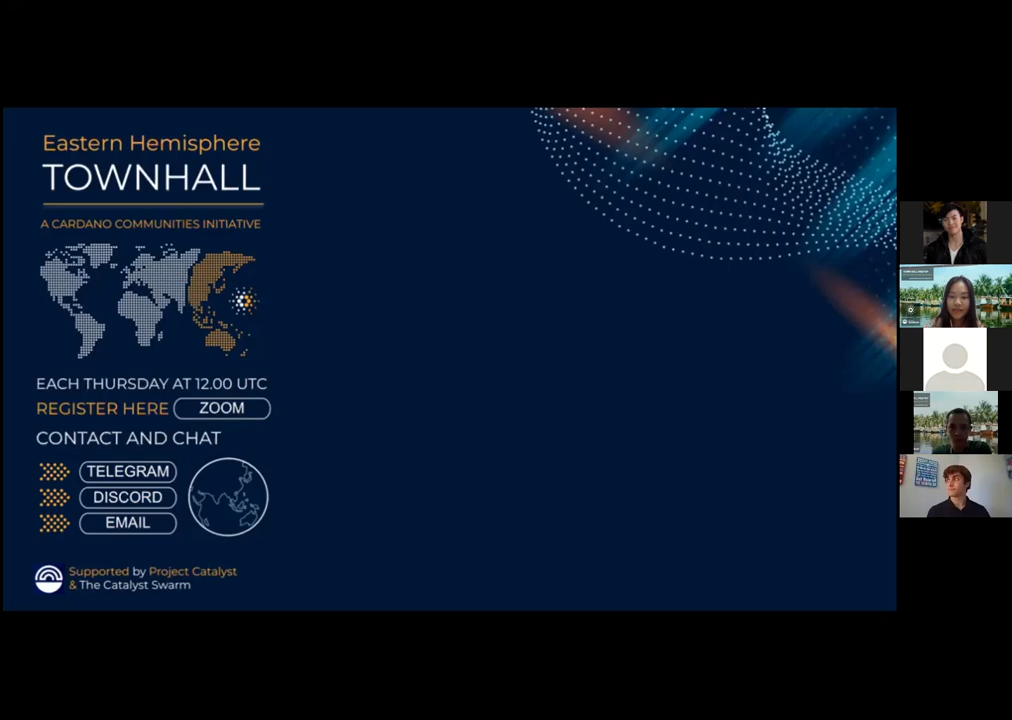 Eastern Hemisphere
TOWNHALL
A CARDANO COMMUNITIES INITIATIVE
EACH THURSDAY AT 12.00 UTC
REGISTER HERE ZOOM
CONTACT AND CHAT
TELEGRAM
DISCORD
EMAIL
Supported by Project Catalyst
& The Catalyst Swarm